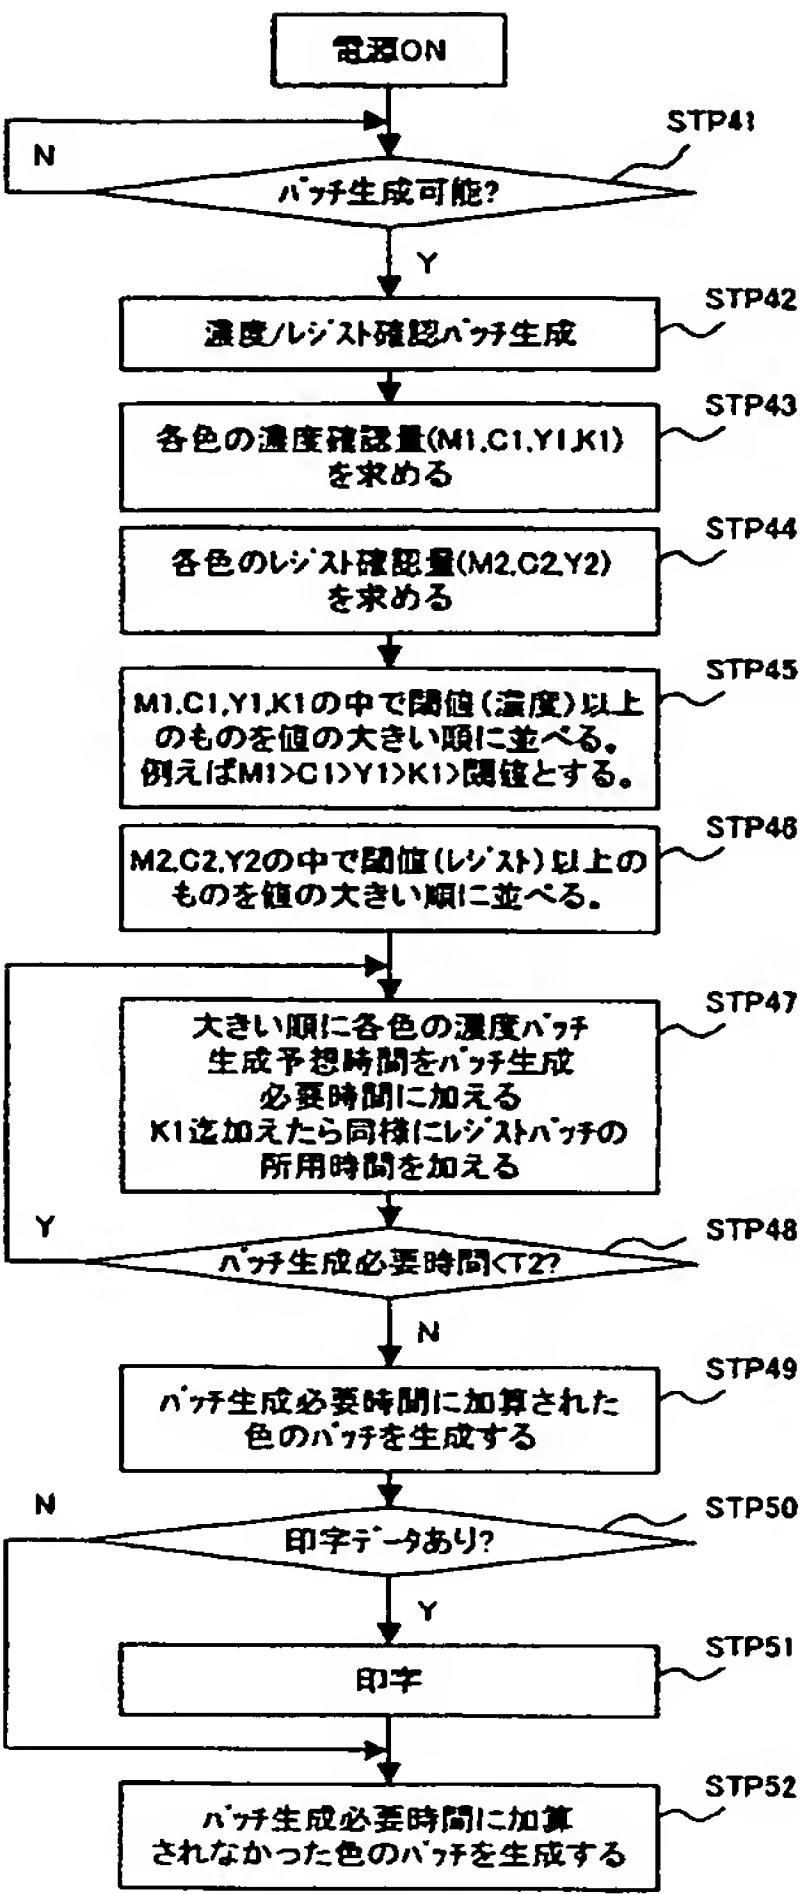 電源ON
STP41
N
ﾊﾟｯﾁ生成可能?
Y
STP42
濃度/ﾚｼﾞｽﾄ確認ﾊﾟｯﾁ生成
STP43
各色の濃度確認量(M1,C1,Y1,K1)
を求める
STP44
各色のﾚｼﾞｽﾄ確認量(M2,C2,Y2)
を求める
STP45
M1,C1,Y1,K1の中で閾値(濃度)以上
のものを値の大きい順に並べる。
例えばM1>C1>Y1>K1>閾値とする。
STP46
M2,C2,Y2の中で閾値(ﾚｼﾞｽﾄ)以上の
ものを値の大きい順に並べる。
STP47
大きい順に各色の濃度ﾊﾟｯﾁ
生成予想時間をﾊﾟｯﾁ生成
必要時間に加える
K1迄加えたら同様にﾚｼﾞｽﾄﾊﾟｯﾁの
所用時間を加える
Y
STP48
ﾊﾟｯﾁ生成必要時間<T2?
N
STP49
ﾊﾟｯﾁ生成必要時間に加算された
色のﾊﾟｯﾁを生成する
N
STP50
印字ﾃﾞｰﾀあり?
Y
STP51
印字
STP52
ﾊﾟｯﾁ生成必要時間に加算
されなかった色のﾊﾟｯﾁを生成する